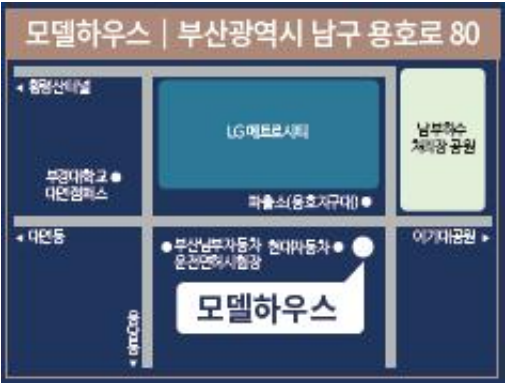 모델하우스 | 부산광역시 남구 용호로 80
◂ 황령산터널
LG메트로시티
남부하수
처리장 공원
부경대학교
대연캠퍼스
파출소(용호지구대)
◂ 대연동
부산남부자동차
운전면허시험장
현대자동차
이기대공원 ▸
모델하우스